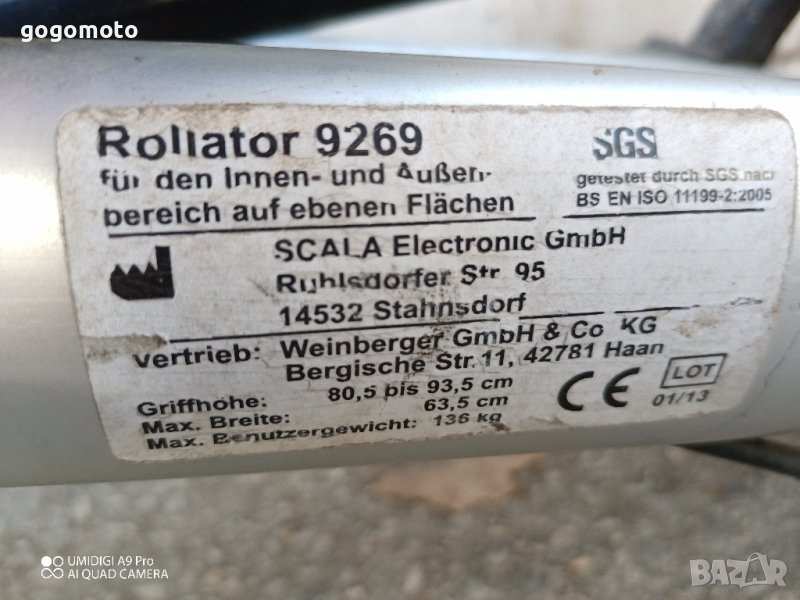 gogomoto
Rollator 9269
für den Innen- und Außen-
bereich auf ebenen Flächen
SGS
getestet durch SGS nach
BS EN ISO 11199-2:2005
SCALA Electronic GmbH
Ruhlsdorfer Str. 95
14532 Stahnsdorf
Vertrieb: Weinberger GmbH & Co KG
Bergische Str. 11, 42781 Haan
Griffhöhe: 80,5 bis 93,5 cm
Max. Breite: 63,5 cm
Max. Benutzergewicht: 136 kg
CE
LOT
01/13
UMIDIGI A9 Pro
AI QUAD CAMERA
BAZAR